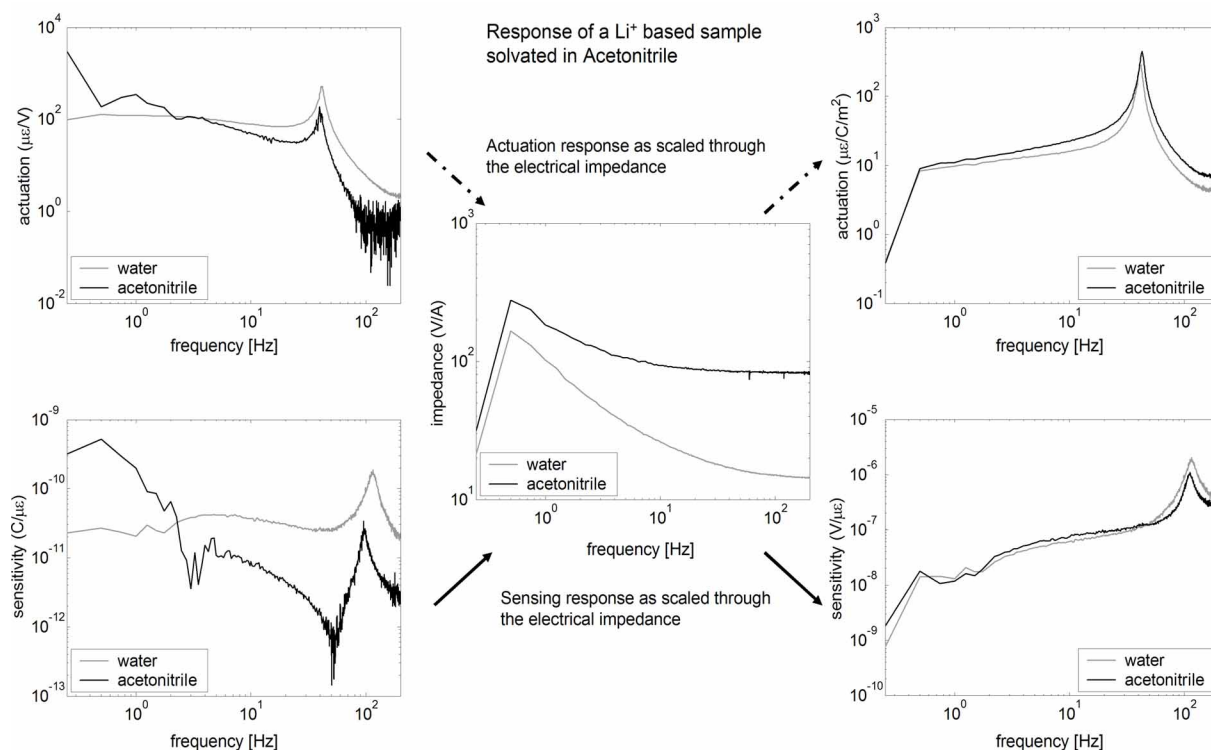 Response of a Li⁺ based sample
solvated in Acetonitrile
10⁴
10²
10⁰
10⁻²
actuation (με/V)
water
acetonitrile
10⁰ 10¹ 10²
frequency [Hz]
Actuation response as scaled through
the electrical impedance
10³
10²
10¹
impedance (V/A)
water
acetonitrile
10⁰ 10¹ 10²
frequency [Hz]
10³
10²
10¹
10⁰
10⁻¹
actuation (με/C/m²)
water
acetonitrile
10⁰ 10¹ 10²
frequency [Hz]
10⁻⁹
10⁻¹⁰
10⁻¹¹
10⁻¹²
10⁻¹³
sensitivity (C/με)
water
acetonitrile
10⁰ 10¹ 10²
frequency [Hz]
Sensing response as scaled through
the electrical impedance
10⁻⁵
10⁻⁶
10⁻⁷
10⁻⁸
10⁻⁹
10⁻¹⁰
sensitivity (V/με)
water
acetonitrile
10⁰ 10¹ 10²
frequency [Hz]